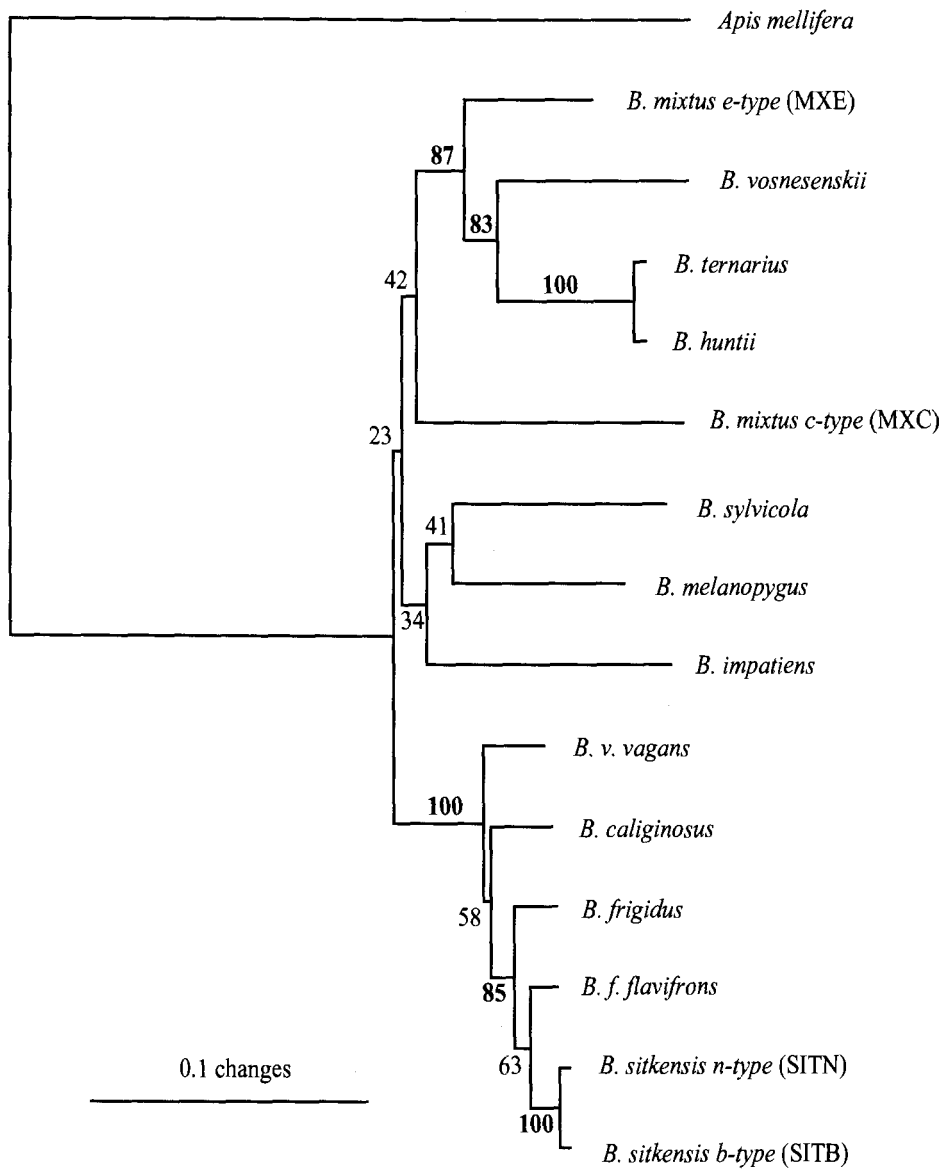 Apis mellifera
B. mixtus e-type (MXE)
87
B. vosnesenskii
83
B. ternarius
100
42
B. huntii
B. mixtus c-type (MXC)
23
B. sylvicola
41
B. melanopygus
34
B. impatiens
B. v. vagans
100
B. caliginosus
58
B. frigidus
85
B. f. flavifrons
63
0.1 changes
B. sitkensis n-type (SITN)
100
B. sitkensis b-type (SITB)